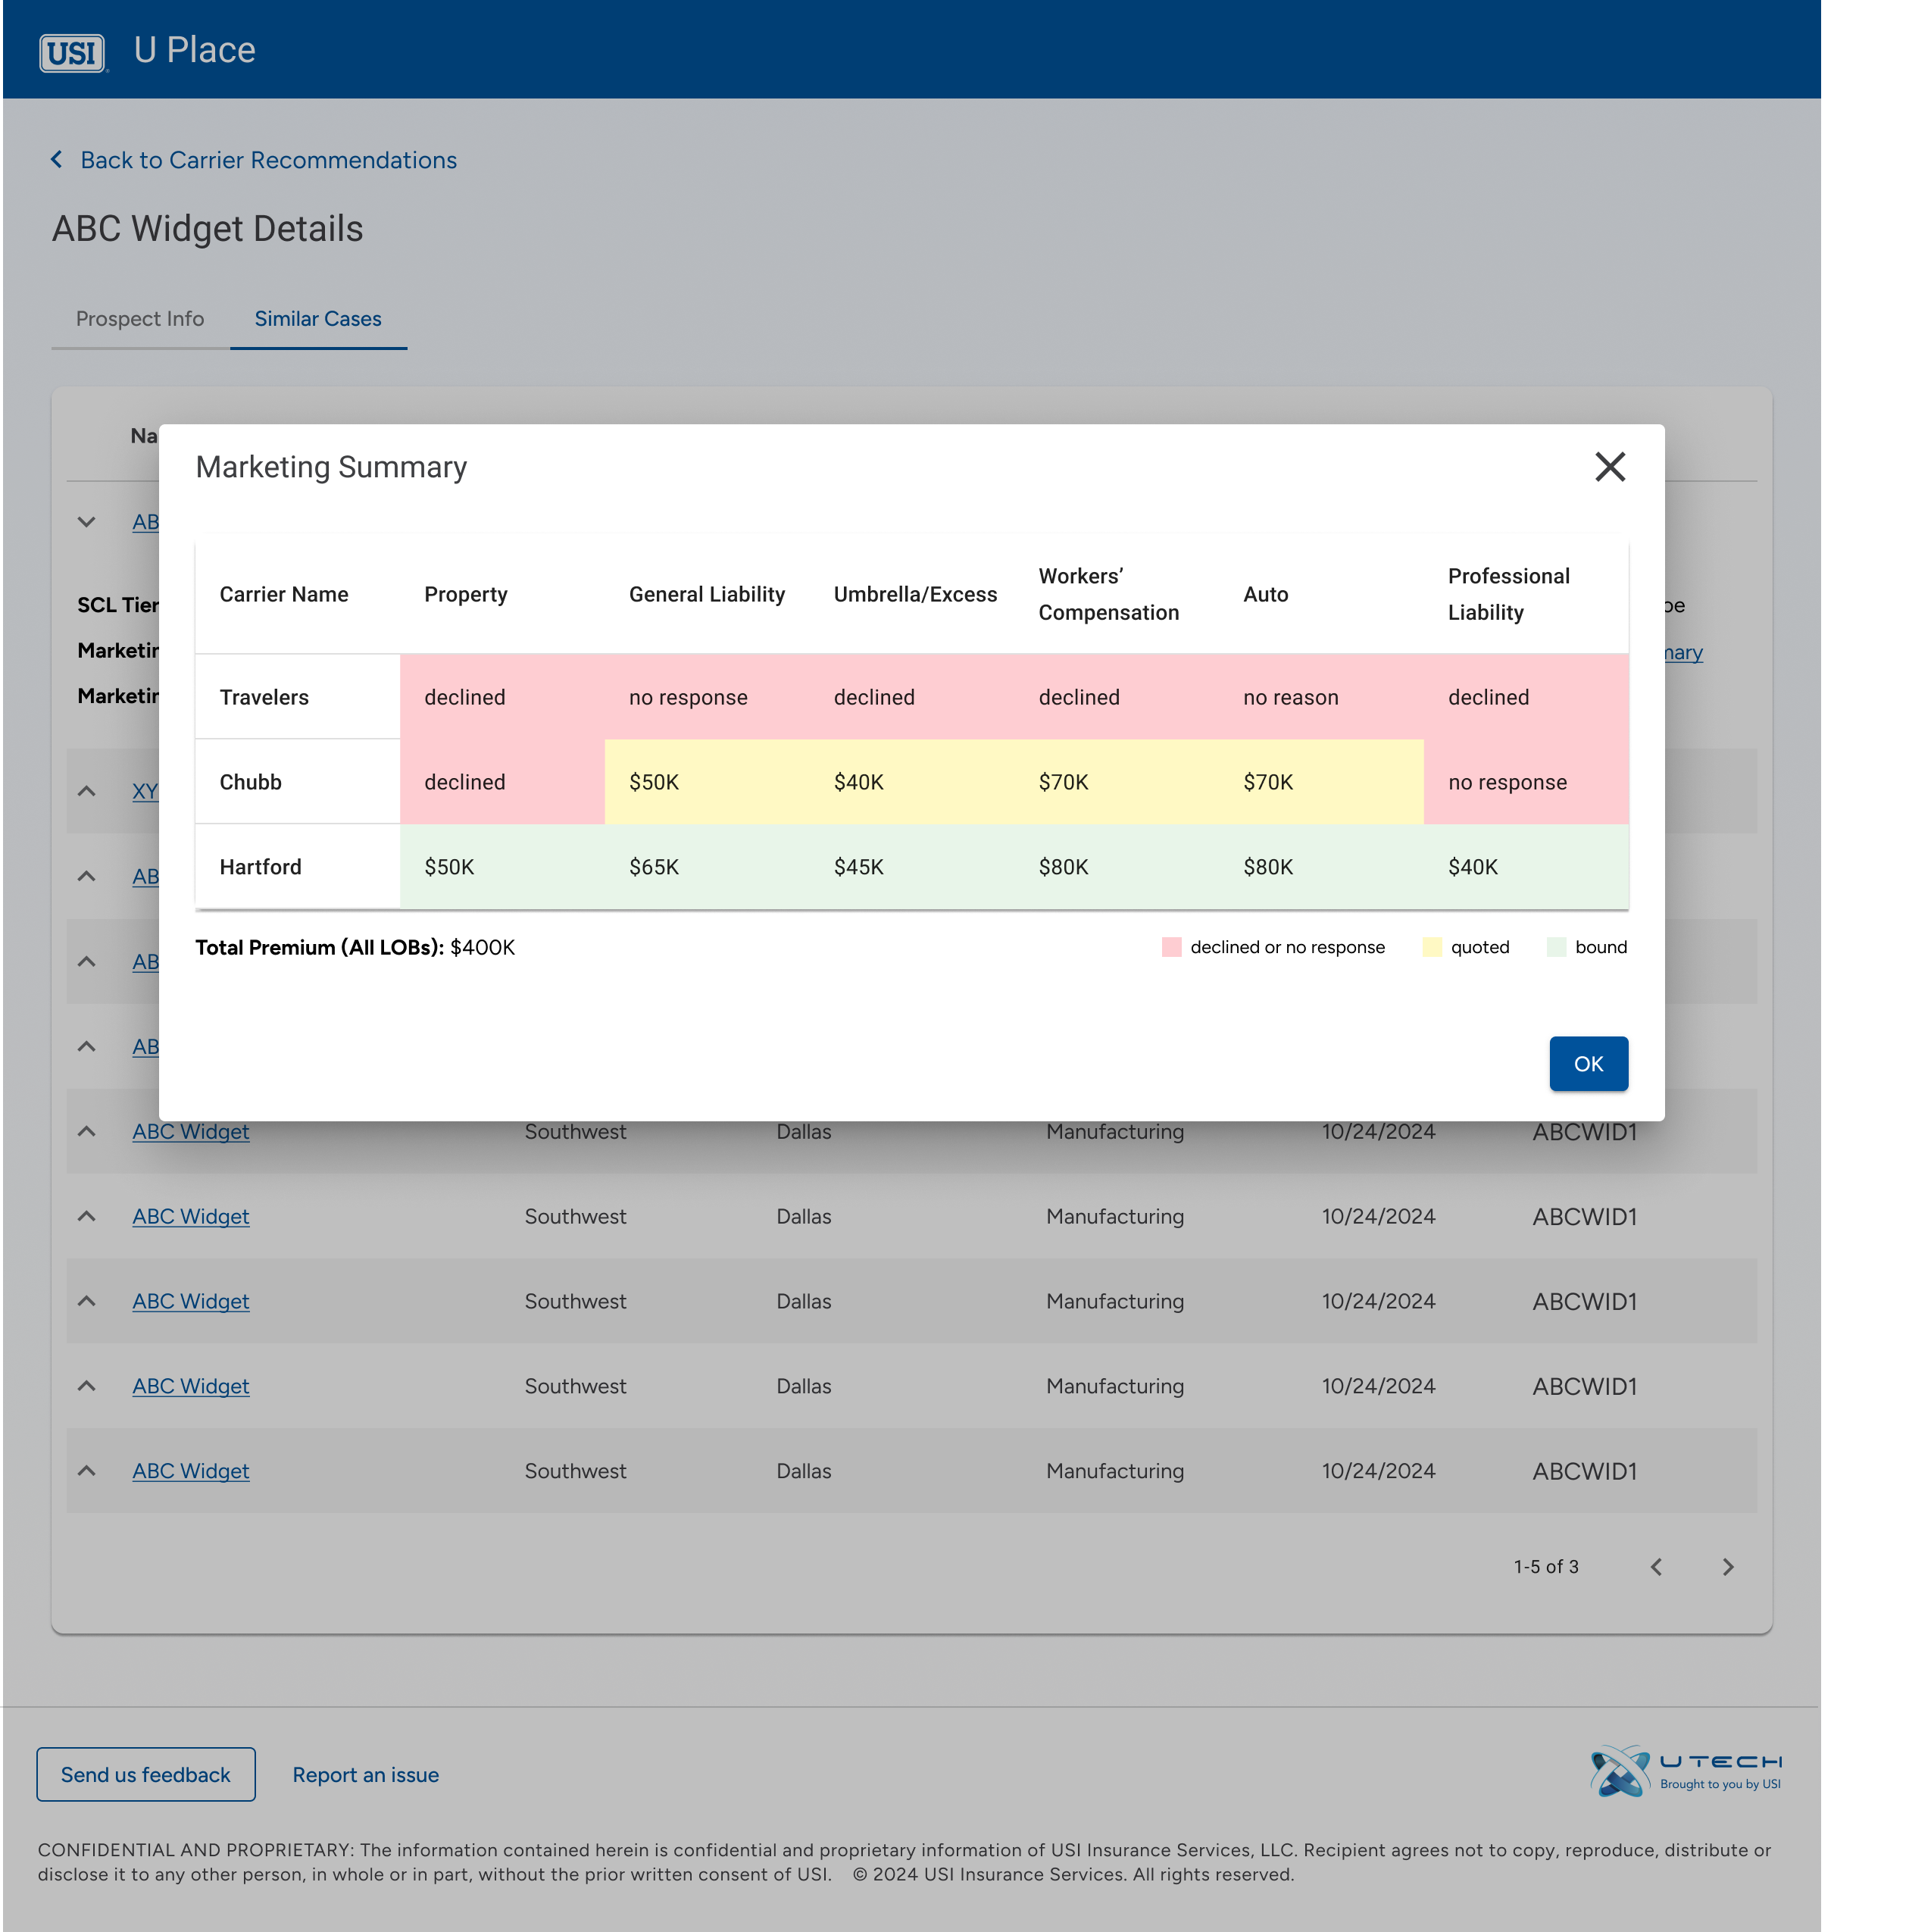 USI U Place
Back to Carrier Recommendations
ABC Widget Details
Prospect Info Similar Cases
Na
Marketing Summary
AB
Carrier Name Property General Liability Umbrella/Excess Workers’ Compensation Auto Professional Liability
SCL Tier
Marketin
Marketin
Travelers declined no response declined declined no reason declined
XY
Chubb declined $50K $40K $70K $70K no response
AB
Hartford $50K $65K $45K $80K $80K $40K
AB
Total Premium (All LOBs): $400K declined or no response quoted bound
AB
OK
ABC Widget Southwest Dallas Manufacturing 10/24/2024 ABCWID1
ABC Widget Southwest Dallas Manufacturing 10/24/2024 ABCWID1
ABC Widget Southwest Dallas Manufacturing 10/24/2024 ABCWID1
ABC Widget Southwest Dallas Manufacturing 10/24/2024 ABCWID1
ABC Widget Southwest Dallas Manufacturing 10/24/2024 ABCWID1
1-5 of 3
Send us feedback Report an issue
UTECH
Brought to you by USI
CONFIDENTIAL AND PROPRIETARY: The information contained herein is confidential and proprietary information of USI Insurance Services, LLC. Recipient agrees not to copy, reproduce, distribute or
disclose it to any other person, in whole or in part, without the prior written consent of USI. © 2024 USI Insurance Services. All rights reserved.